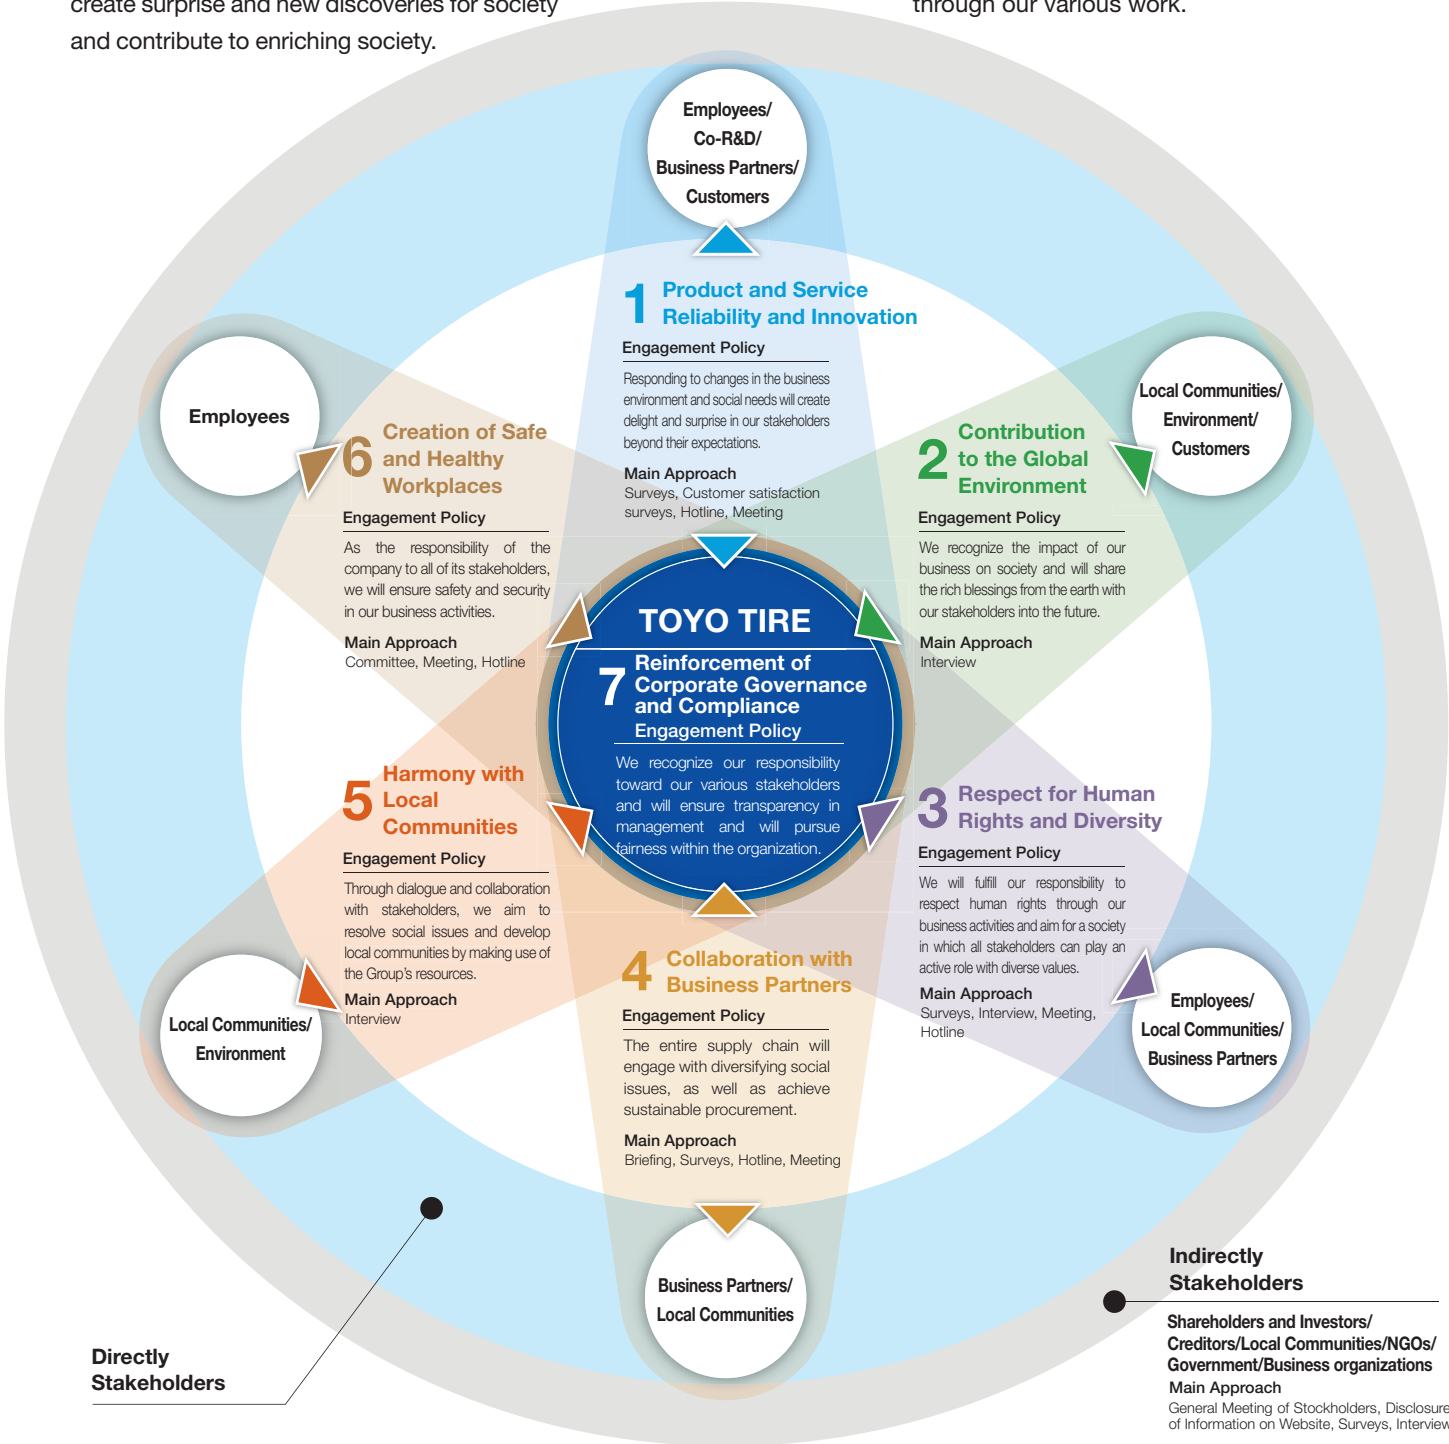 create surprise and new discoveries for society
and contribute to enriching society.
through our various work.
Employees/
Co-R&D/
Business Partners/
Customers
1 Product and Service
Reliability and Innovation
Engagement Policy
Responding to changes in the business
environment and social needs will create
delight and surprise in our stakeholders
beyond their expectations.
Main Approach
Surveys, Customer satisfaction
surveys, Hotline, Meeting
Local Communities/
Environment/
Customers
2 Contribution
to the Global
Environment
Engagement Policy
We recognize the impact of our
business on society and will share
the rich blessings from the earth with
our stakeholders into the future.
Main Approach
Interview
Employees
6 Creation of Safe
and Healthy
Workplaces
Engagement Policy
As the responsibility of the
company to all of its stakeholders,
we will ensure safety and security
in our business activities.
Main Approach
Committee, Meeting, Hotline
TOYO TIRE
7 Reinforcement of
Corporate Governance
and Compliance
Engagement Policy
We recognize our responsibility
toward our various stakeholders
and will ensure transparency in
management and will pursue
fairness within the organization.
5 Harmony with
Local
Communities
Engagement Policy
Through dialogue and collaboration
with stakeholders, we aim to
resolve social issues and develop
local communities by making use of
the Group's resources.
Main Approach
Interview
Local Communities/
Environment
3 Respect for Human
Rights and Diversity
Engagement Policy
We will fulfill our responsibility to
respect human rights through our
business activities and aim for a society
in which all stakeholders can play an
active role with diverse values.
Main Approach
Surveys, Interview, Meeting,
Hotline
Employees/
Local Communities/
Business Partners
4 Collaboration with
Business Partners
Engagement Policy
The entire supply chain will
engage with diversifying social
issues, as well as achieve
sustainable procurement.
Main Approach
Briefing, Surveys, Hotline, Meeting
Business Partners/
Local Communities
Directly
Stakeholders
Indirectly
Stakeholders
Shareholders and Investors/
Creditors/Local Communities/NGOs/
Government/Business organizations
Main Approach
General Meeting of Stockholders, Disclosure
of Information on Website, Surveys, Interview